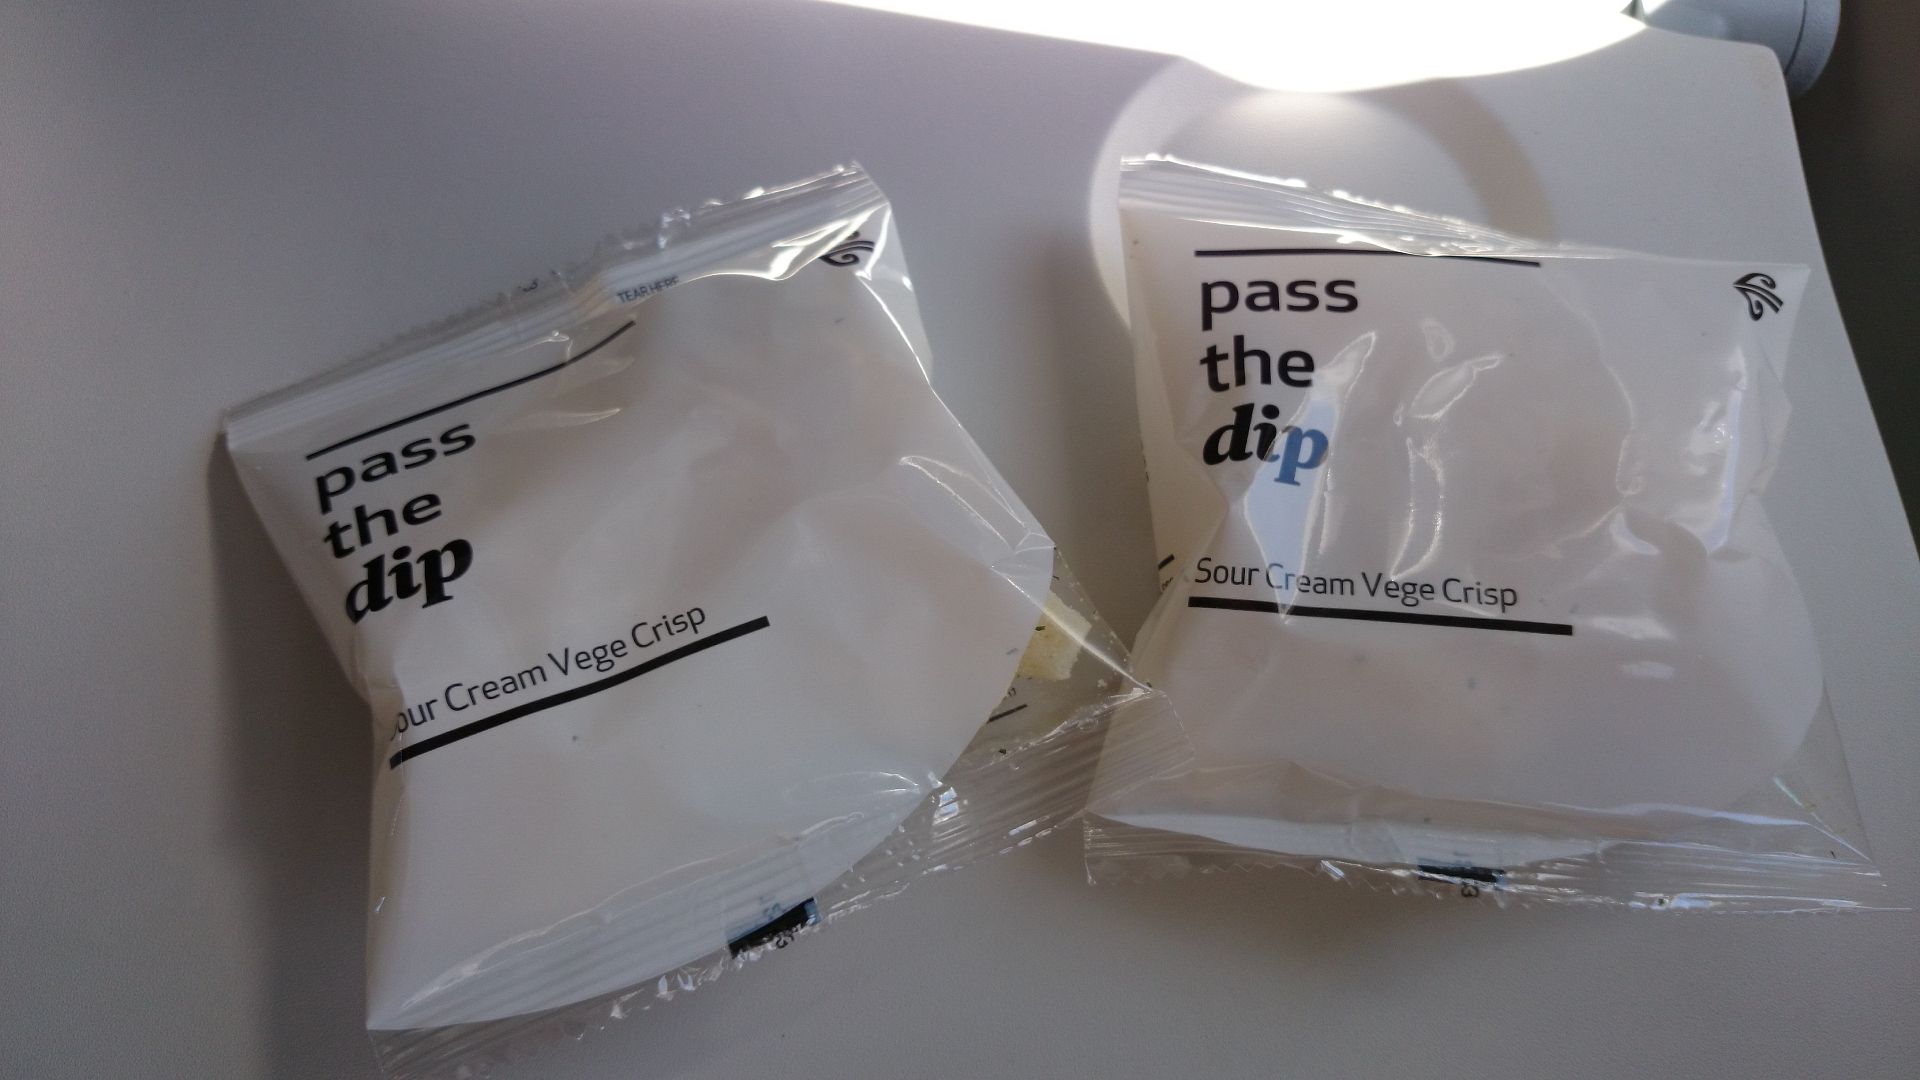 TEAR HERE
pass
the
dip
Sour Cream Vege Crisp
pass
the
dip
Sour Cream Vege Crisp